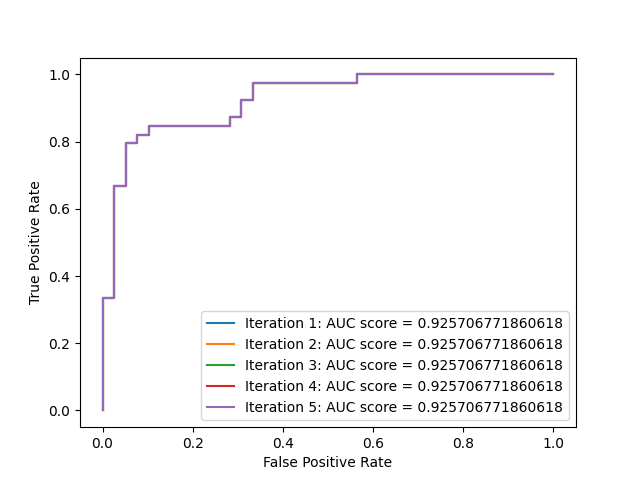 1.0
0.8
0.6
0.4
0.2
0.0
True Positive Rate
Iteration 1: AUC score = 0.925706771860618
Iteration 2: AUC score = 0.925706771860618
Iteration 3: AUC score = 0.925706771860618
Iteration 4: AUC score = 0.925706771860618
Iteration 5: AUC score = 0.925706771860618
0.0 0.2 0.4 0.6 0.8 1.0
False Positive Rate